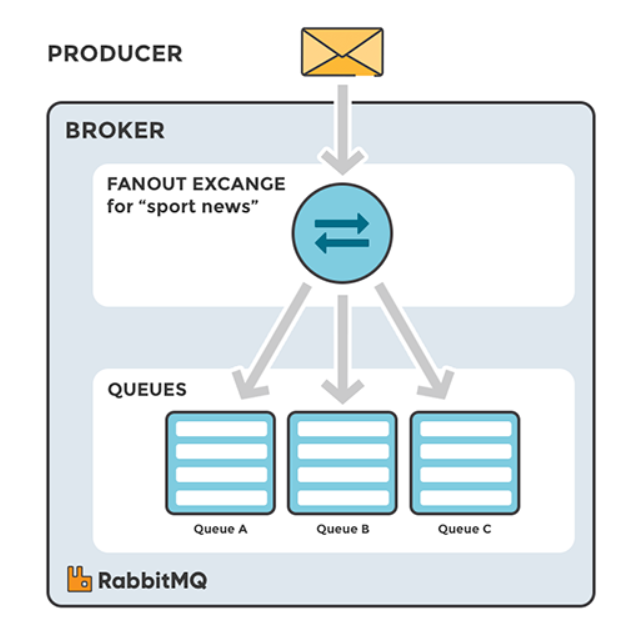 PRODUCER
BROKER
FANOUT EXCANGE
for “sport news”
QUEUES
Queue A
Queue B
Queue C
RabbitMQ